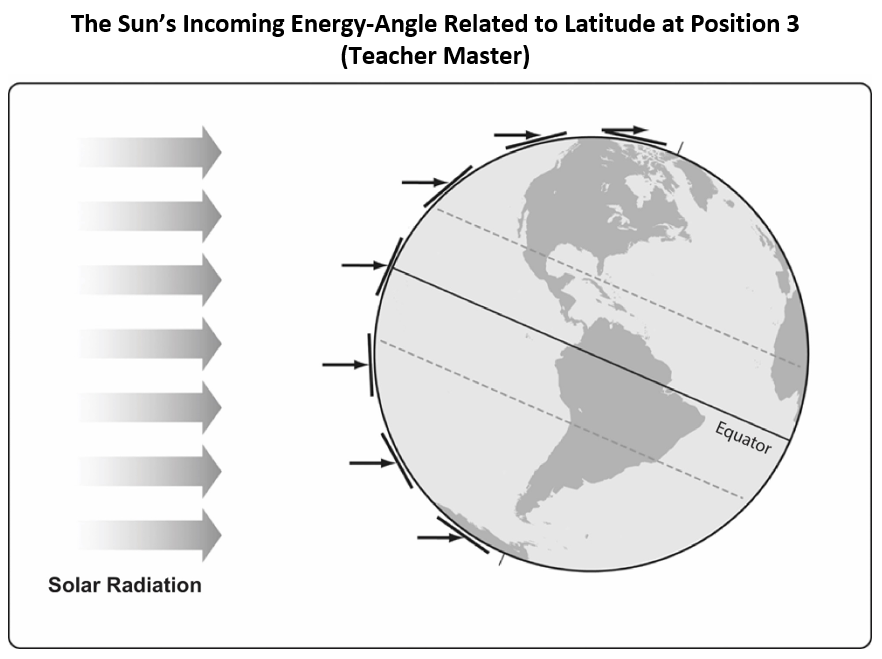 The Sun’s Incoming Energy-Angle Related to Latitude at Position 3
(Teacher Master)
Equator
Solar Radiation